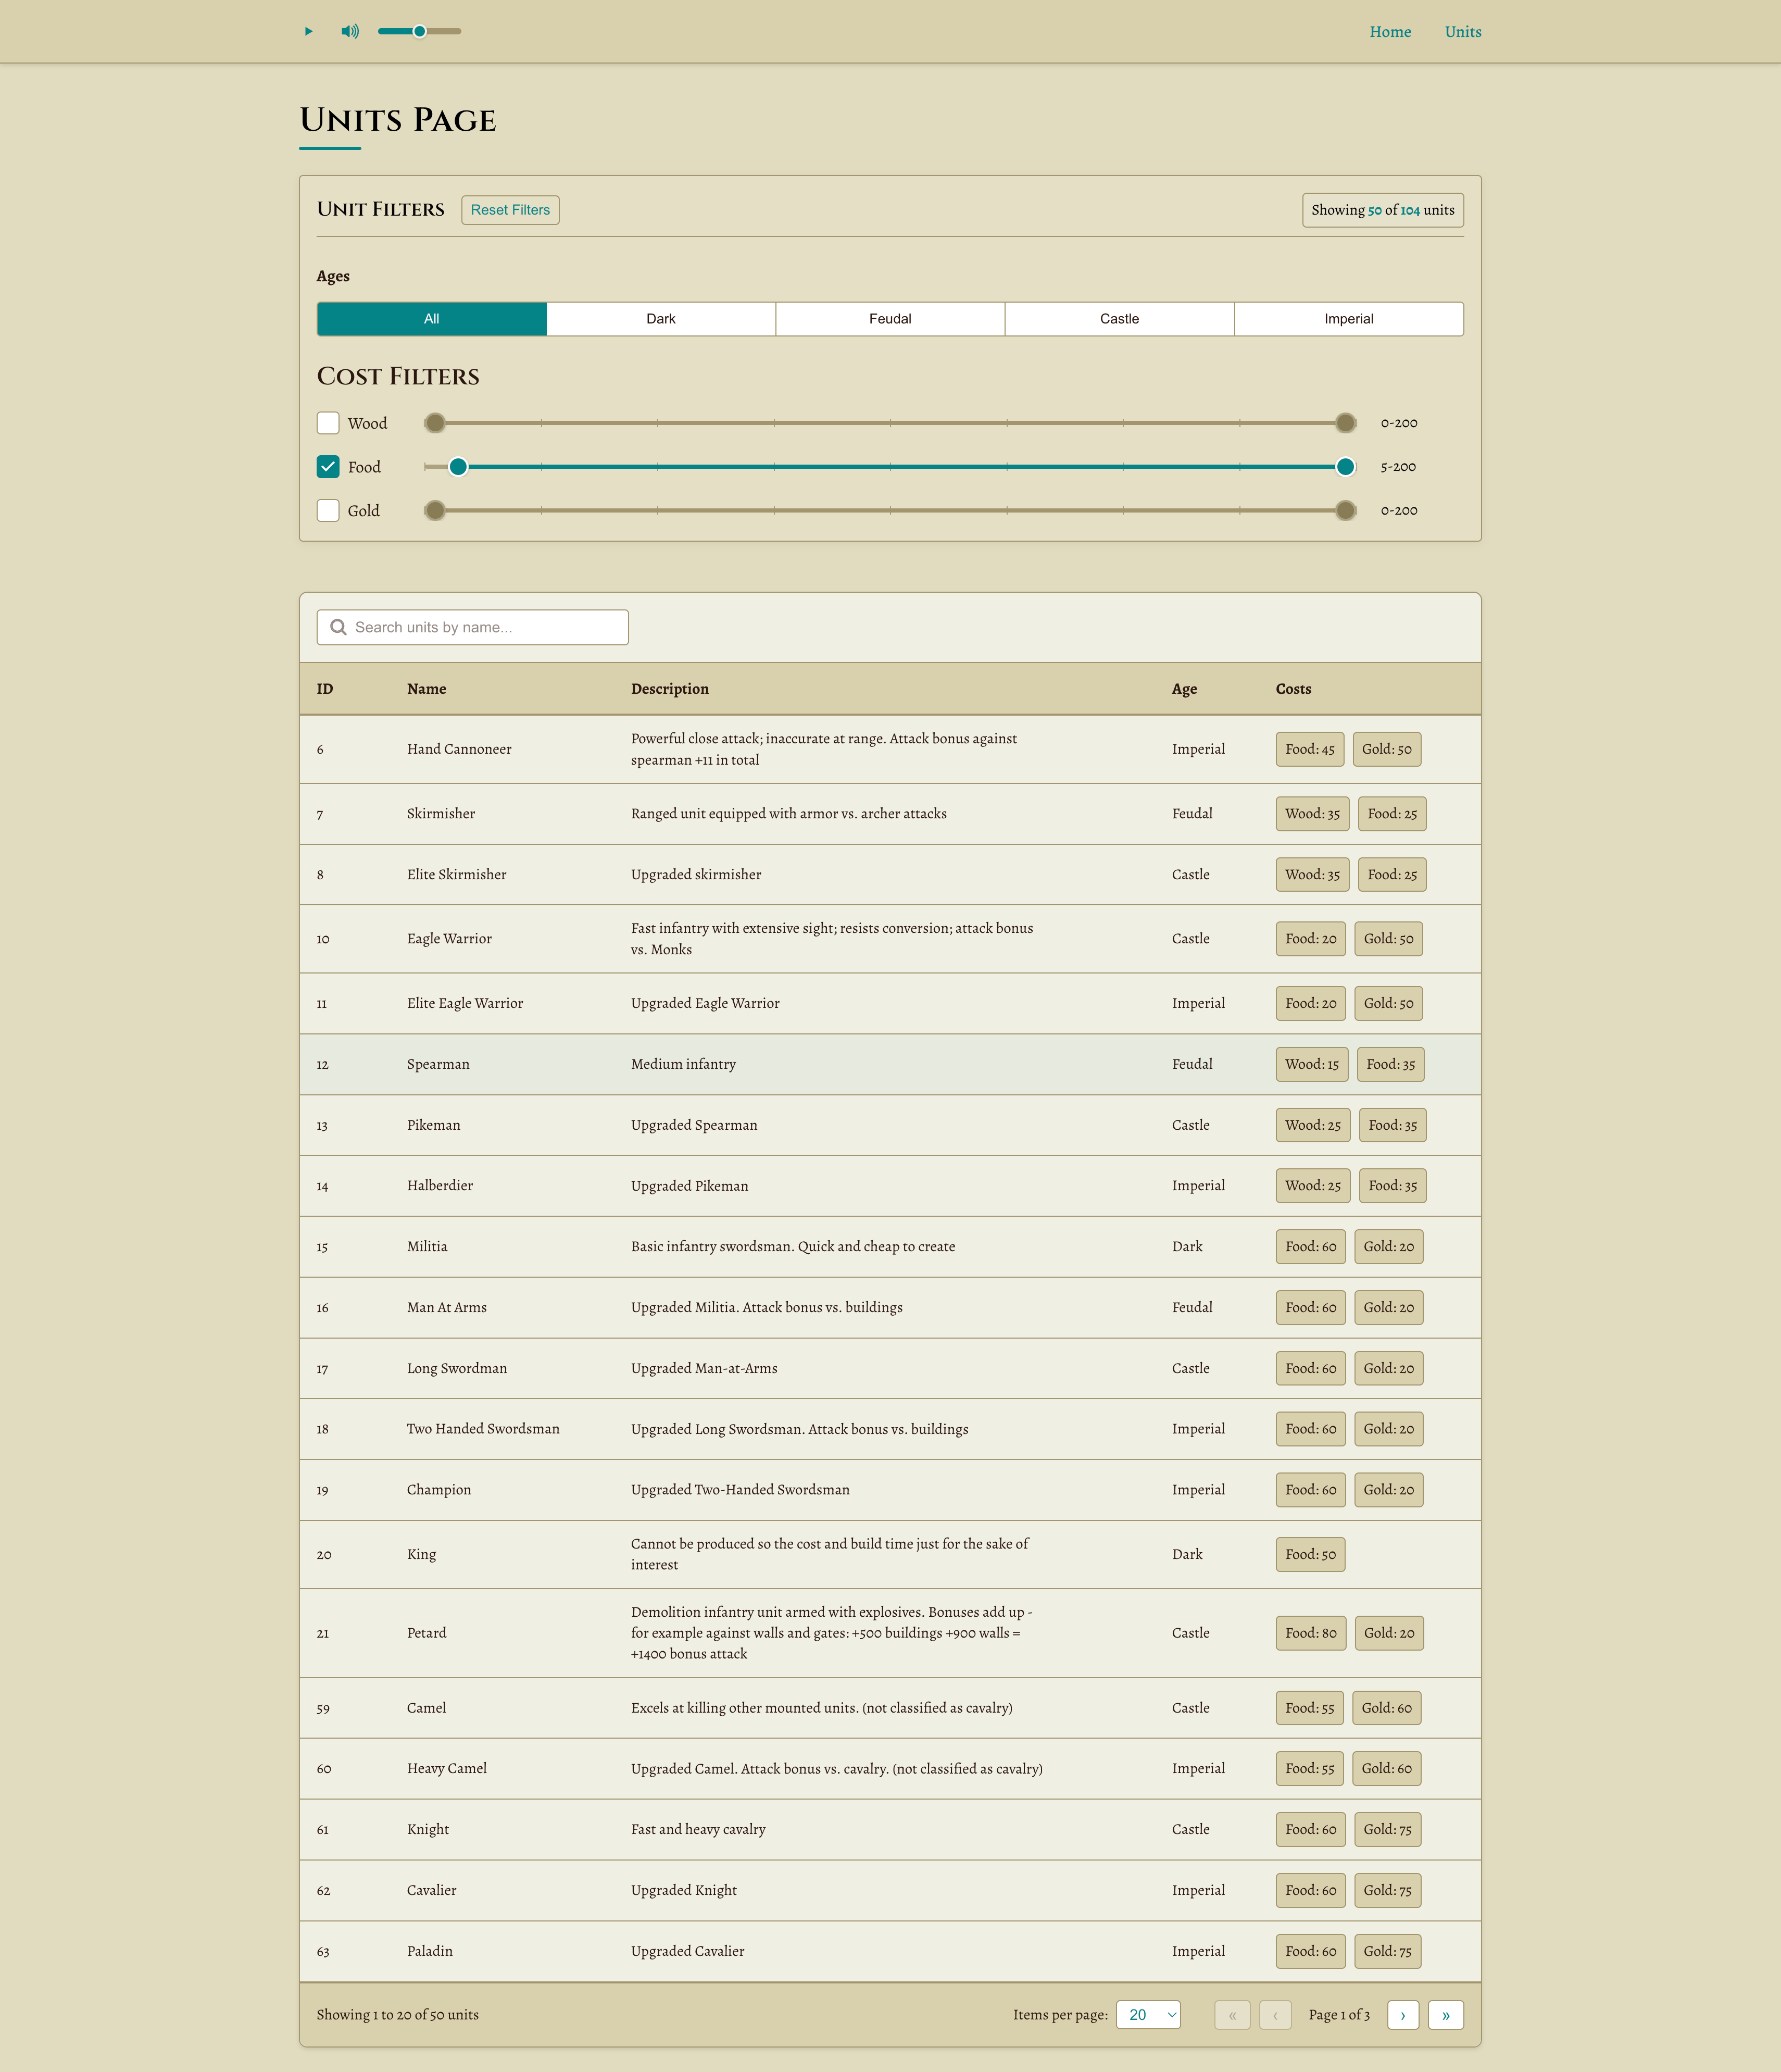 Home Units
Units Page
Unit Filters Reset Filters Showing 50 of 104 units
Ages
All Dark Feudal Castle Imperial
Cost Filters
Wood 0-200
Food 5-200
Gold 0-200
Search units by name...
ID Name Description Age Costs
6 Hand Cannoneer Powerful close attack; inaccurate at range. Attack bonus against
spearman +11 in total Imperial Food: 45 Gold: 50
7 Skirmisher Ranged unit equipped with armor vs. archer attacks Feudal Wood: 35 Food: 25
8 Elite Skirmisher Upgraded skirmisher Castle Wood: 35 Food: 25
10 Eagle Warrior Fast infantry with extensive sight; resists conversion; attack bonus
vs. Monks Castle Food: 20 Gold: 50
11 Elite Eagle Warrior Upgraded Eagle Warrior Imperial Food: 20 Gold: 50
12 Spearman Medium infantry Feudal Wood: 15 Food: 35
13 Pikeman Upgraded Spearman Castle Wood: 25 Food: 35
14 Halberdier Upgraded Pikeman Imperial Wood: 25 Food: 35
15 Militia Basic infantry swordsman. Quick and cheap to create Dark Food: 60 Gold: 20
16 Man At Arms Upgraded Militia. Attack bonus vs. buildings Feudal Food: 60 Gold: 20
17 Long Swordman Upgraded Man-at-Arms Castle Food: 60 Gold: 20
18 Two Handed Swordsman Upgraded Long Swordsman. Attack bonus vs. buildings Imperial Food: 60 Gold: 20
19 Champion Upgraded Two-Handed Swordsman Imperial Food: 60 Gold: 20
20 King Cannot be produced so the cost and build time just for the sake of
interest Dark Food: 50
21 Petard Demolition infantry unit armed with explosives. Bonuses add up -
for example against walls and gates: +500 buildings +900 walls =
+1400 bonus attack Castle Food: 80 Gold: 20
59 Camel Excels at killing other mounted units. (not classified as cavalry) Castle Food: 55 Gold: 60
60 Heavy Camel Upgraded Camel. Attack bonus vs. cavalry. (not classified as cavalry) Imperial Food: 55 Gold: 60
61 Knight Fast and heavy cavalry Castle Food: 60 Gold: 75
62 Cavalier Upgraded Knight Imperial Food: 60 Gold: 75
63 Paladin Upgraded Cavalier Imperial Food: 60 Gold: 75
Showing 1 to 20 of 50 units Items per page: 20 « ‹ Page 1 of 3 › »